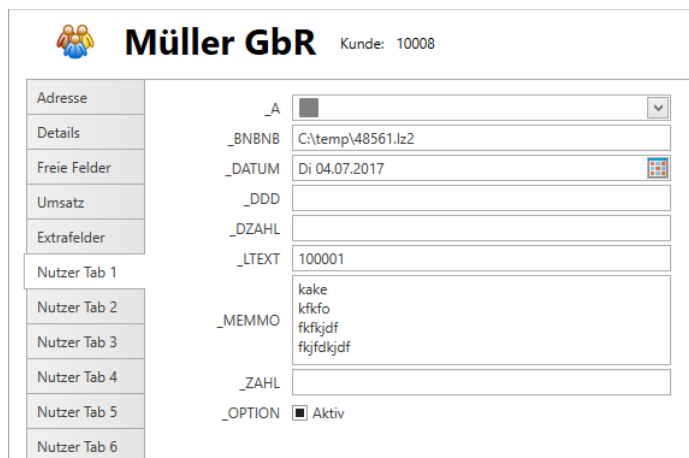 Müller GbR Kunde: 10008
Adresse
Details
Freie Felder
Umsatz
Extrafelder
Nutzer Tab 1
Nutzer Tab 2
Nutzer Tab 3
Nutzer Tab 4
Nutzer Tab 5
Nutzer Tab 6
_A
_BNBNB C:\temp\48561.lz2
_DATUM Di 04.07.2017
_DDD
_DZAHL
_LTEXT 100001
_MEMMO
kake
kfkfo
fkfkjdf
fkjfdkjdf
_ZAHL
_OPTION Aktiv